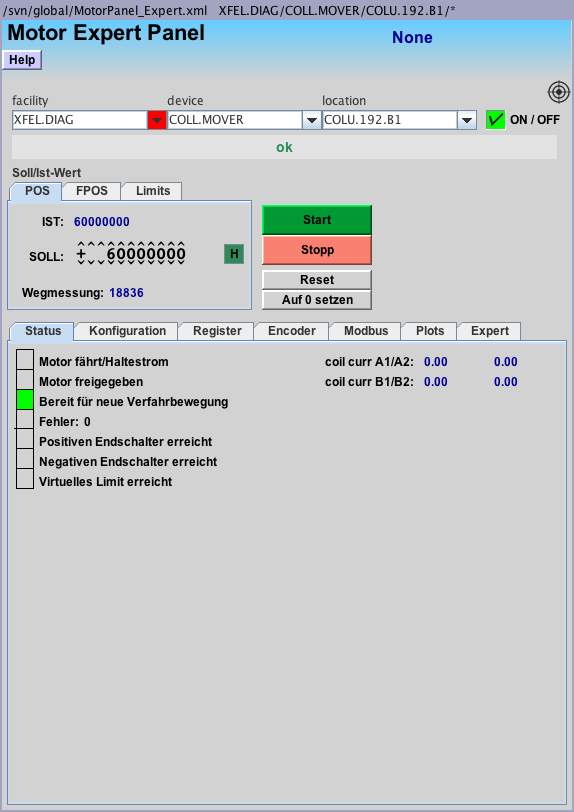 /svn/global/MotorPanel_Expert.xml XFEL.DIAG/COLL.MOVER/COLU.192.B1/*
Motor Expert Panel
None
Help
facility device location
XFEL.DIAG COLL.MOVER COLU.192.B1 ON / OFF
ok
Soll/Ist-Wert
POS FPOS Limits
IST: 60000000
Start
SOLL: + 60000000 H
Stopp
Reset
Wegmessung: 18836
Auf 0 setzen
Status Konfiguration Register Encoder Modbus Plots Expert
Motor fährt/Haltestrom coil curr A1/A2: 0.00 0.00
Motor freigegeben coil curr B1/B2: 0.00 0.00
Bereit für neue Verfahrbewegung
Fehler: 0
Positiven Endschalter erreicht
Negativen Endschalter erreicht
Virtuelles Limit erreicht